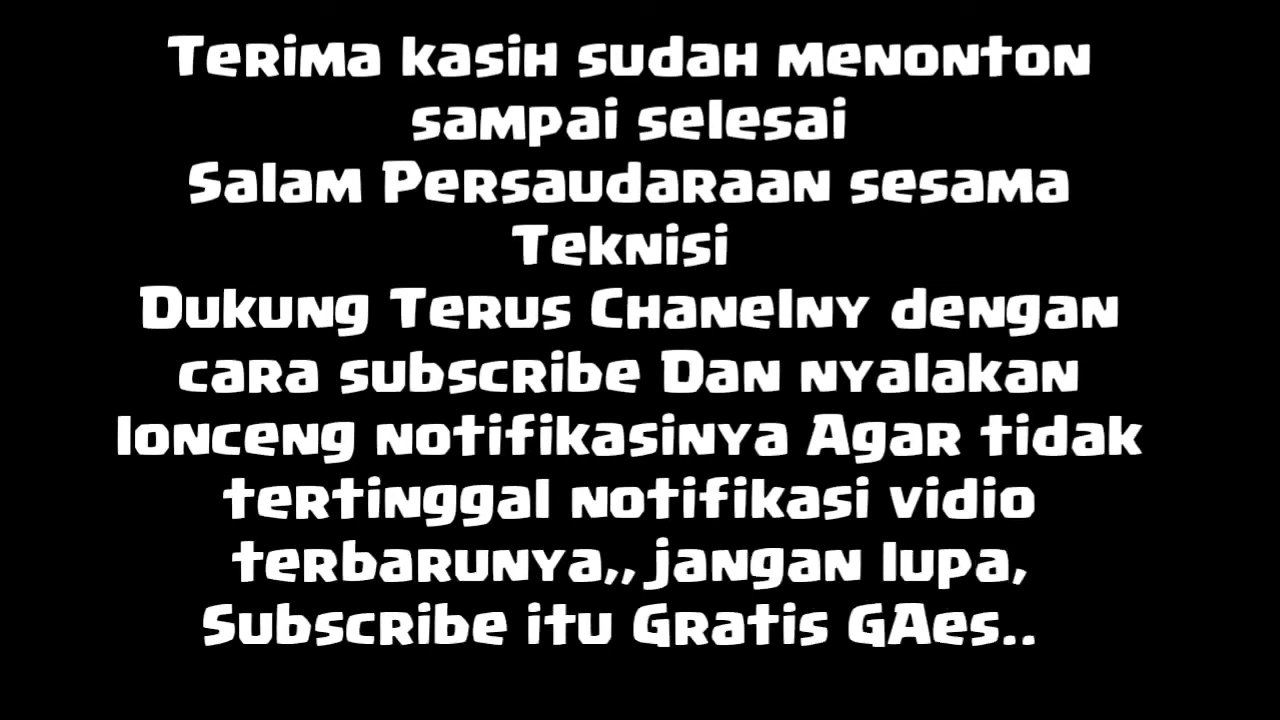 Terima kasih sudah menonton
sampai selesai
Salam Persaudaraan sesama
Teknisi
Dukung Terus Chanelny dengan
cara subscribe Dan nyalakan
lonceng notifikasinya Agar tidak
tertinggal notifikasi vidio
terbarunya,, jangan lupa,
Subscribe itu Gratis GAes..